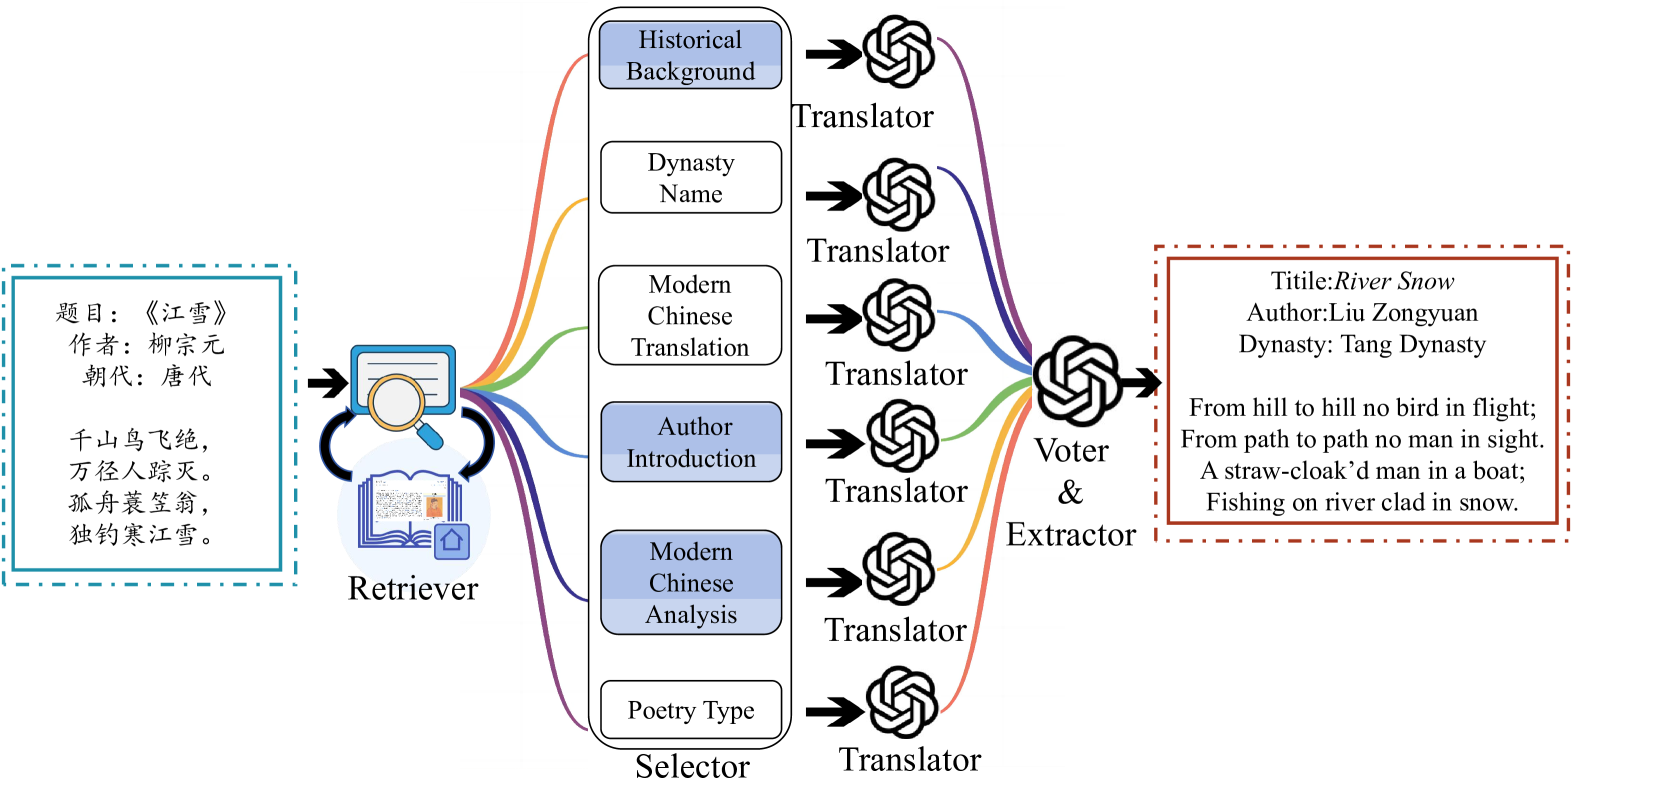 题目：《江雪》
作者：柳宗元
朝代：唐代
千山鸟飞绝，
万径人踪灭。
孤舟蓑笠翁，
独钓寒江雪。
Retriever
Historical
Background
Dynasty
Name
Modern
Chinese
Translation
Author
Introduction
Modern
Chinese
Analysis
Poetry Type
Selector
Translator
Translator
Translator
Translator
Translator
Translator
Voter
&
Extractor
Titile:River Snow
Author:Liu Zongyuan
Dynasty: Tang Dynasty
From hill to hill no bird in flight;
From path to path no man in sight.
A straw-cloak’d man in a boat;
Fishing on river clad in snow.